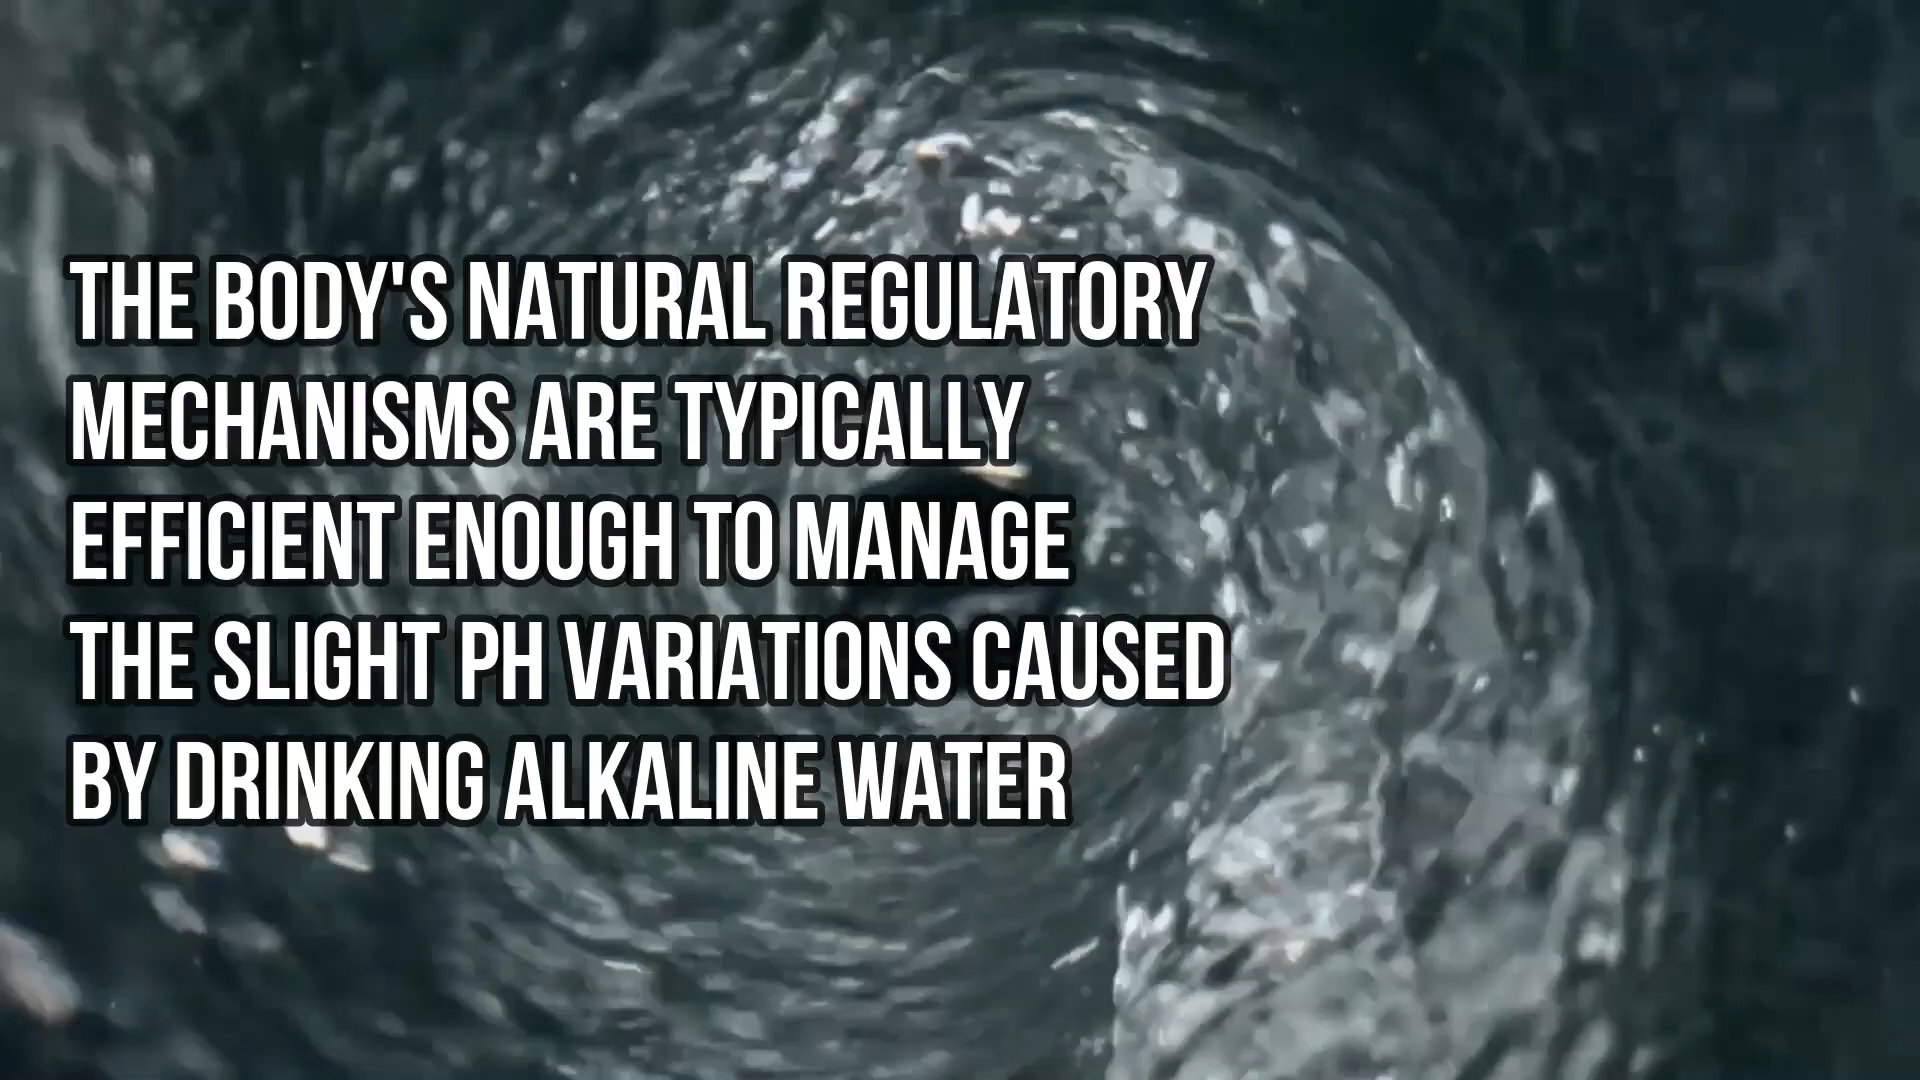 THE BODY'S NATURAL REGULATORY
MECHANISMS ARE TYPICALLY
EFFICIENT ENOUGH TO MANAGE
THE SLIGHT PH VARIATIONS CAUSED
BY DRINKING ALKALINE WATER